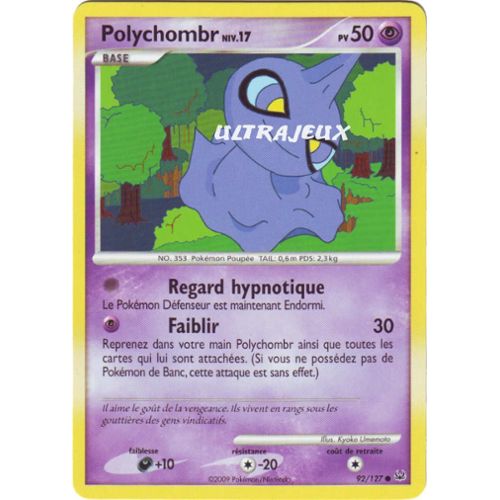 Polychombr NIV.17 PV 50
BASE
ULTRAJEUX
NO. 353 Pokémon Poupée TAIL: 0,6m PDS: 2,3kg
Regard hypnotique
Le Pokémon Défenseur est maintenant Endormi.
Faiblir 30
Reprenez dans votre main Polychombr ainsi que toutes
les cartes qui lui sont attachées. (Si vous ne possédez pas de
Pokémon de Banc, cette attaque est sans effet.)
Il aime le goût de la vengeance. Ils vivent en rangs sous les
gouttières des gens vindicatifs.
Illus. Kyoko Umemoto
faiblesse résistance coût de retraite
+10 -20
©2009 Pokémon/Nintendo 92/127